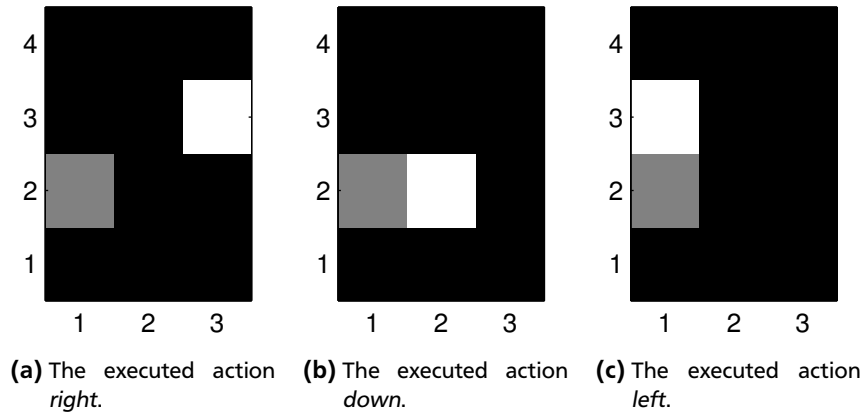 4
3
2
1
1 2 3
(a) The executed action
right.
4
3
2
1
1 2 3
(b) The executed action
down.
4
3
2
1
1 2 3
(c) The executed action
left.